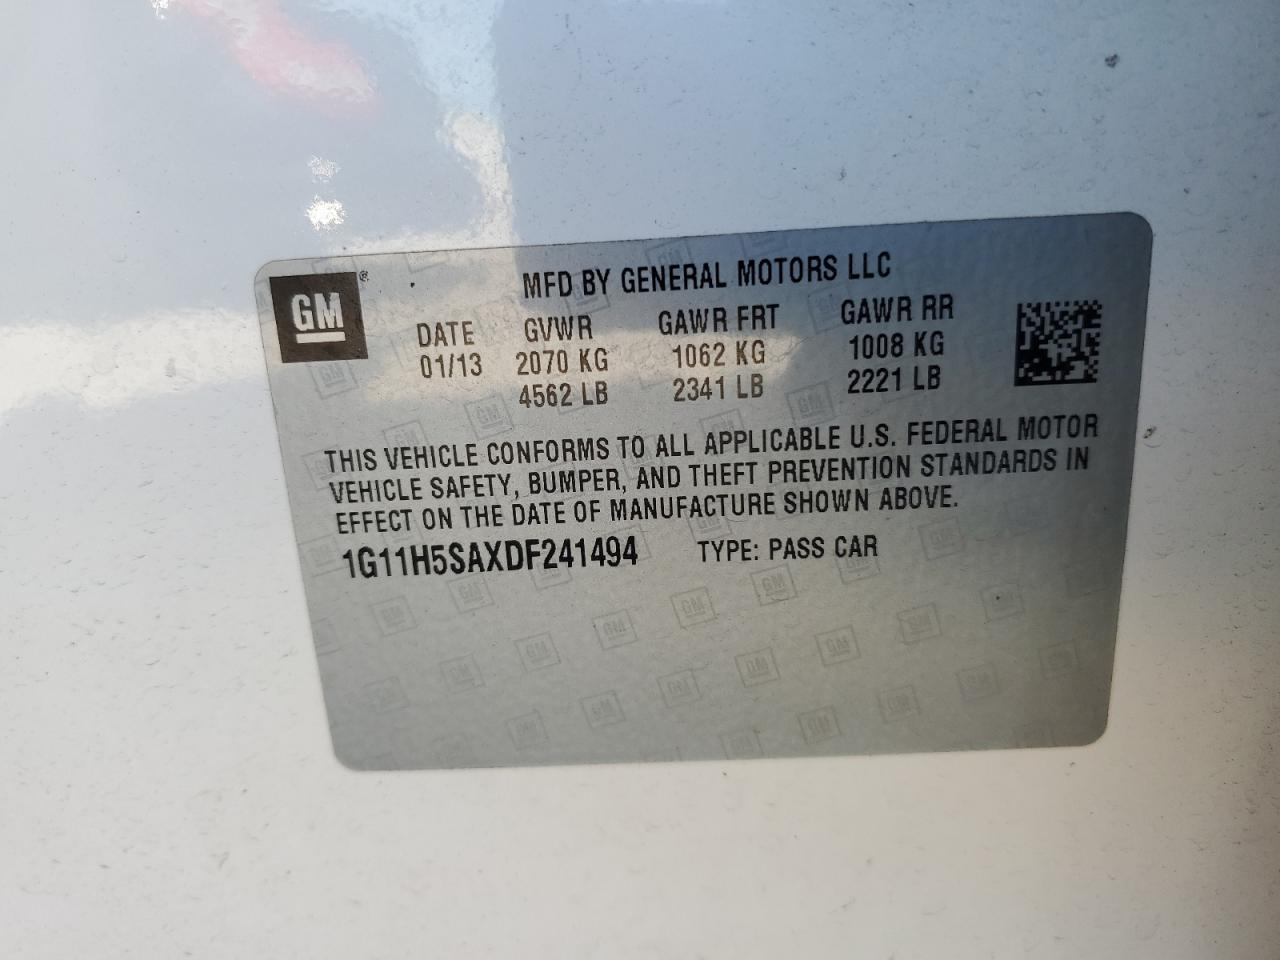 GM®
MFD BY GENERAL MOTORS LLC
DATE GVWR GAWR FRT GAWR RR
01/13 2070 KG 1062 KG 1008 KG
4562 LB 2341 LB 2221 LB
THIS VEHICLE CONFORMS TO ALL APPLICABLE U.S. FEDERAL MOTOR
VEHICLE SAFETY, BUMPER, AND THEFT PREVENTION STANDARDS IN
EFFECT ON THE DATE OF MANUFACTURE SHOWN ABOVE.
1G11H5SAXDF241494 TYPE: PASS CAR